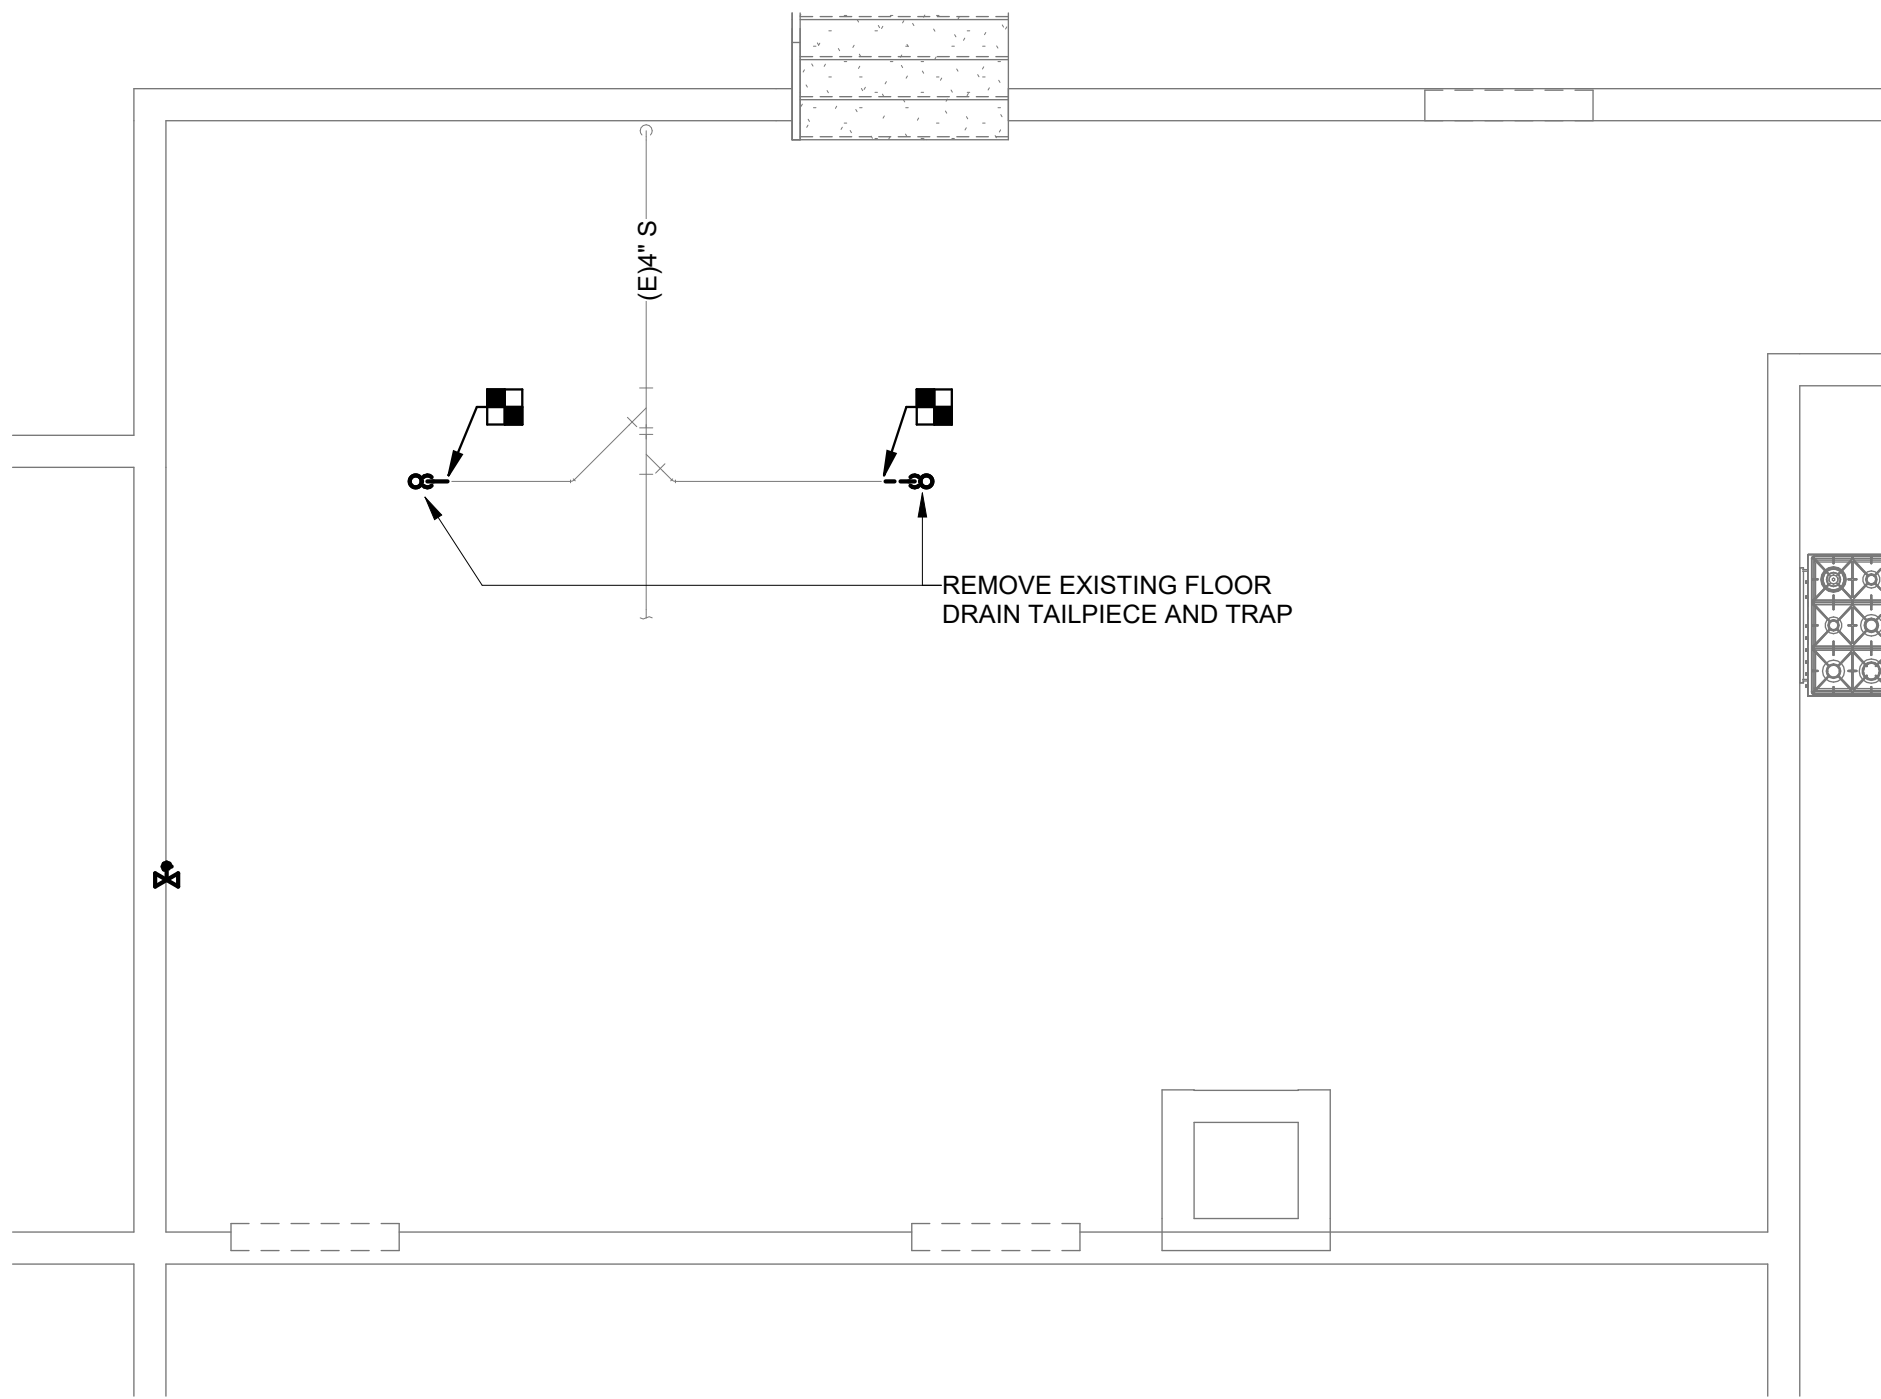 (E)4" S
REMOVE EXISTING FLOOR
DRAIN TAILPIECE AND TRAP